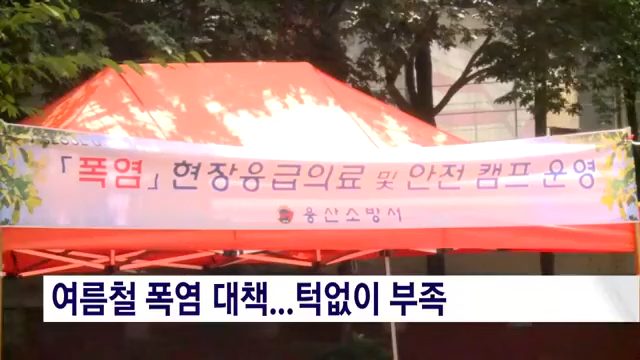 「폭염」 현장응급의료 및 안전 캠프 운영
용산소방서
여름철 폭염 대책...턱없이 부족